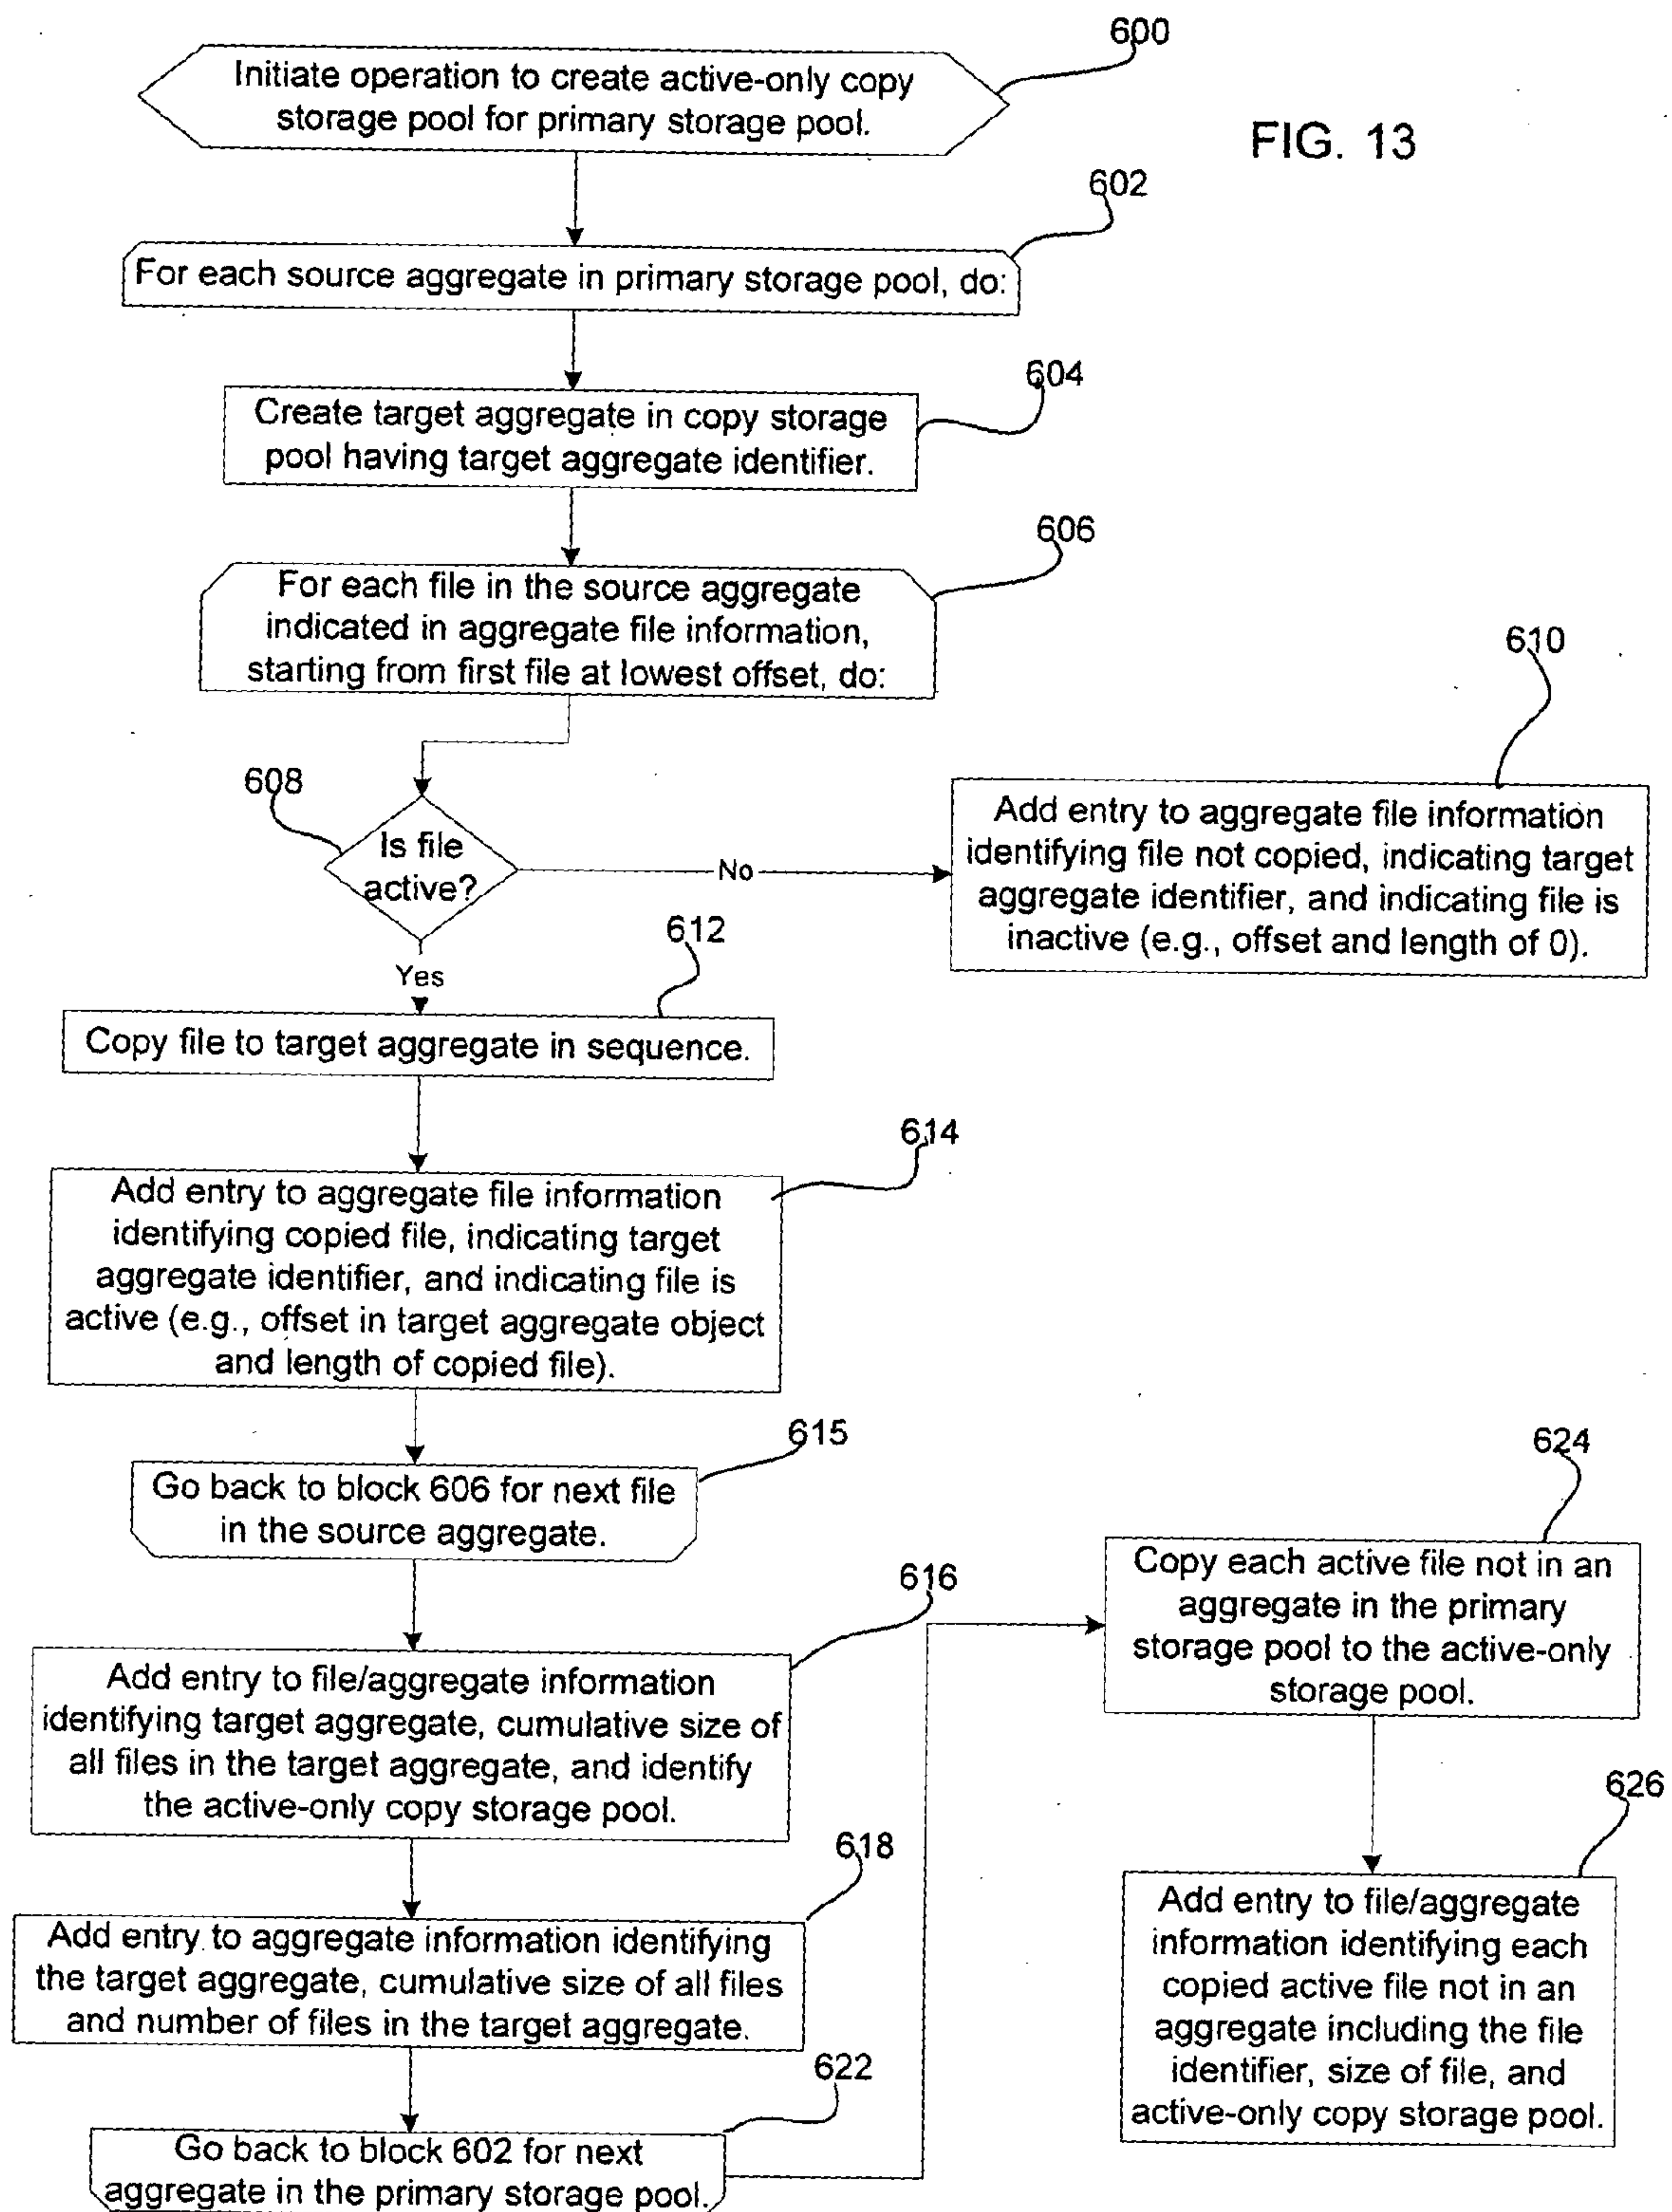 600
Initiate operation to create active-only copy
storage pool for primary storage pool.
FIG. 13
602
For each source aggregate in primary storage pool, do:
604
Create target aggregate in copy storage
pool having target aggregate identifier.
606
For each file in the source aggregate
indicated in aggregate file information,
starting from first file at lowest offset, do:
608
Is file
active?
No
610
Add entry to aggregate file information
identifying file not copied, indicating target
aggregate identifier, and indicating file is
inactive (e.g., offset and length of 0).
Yes
612
Copy file to target aggregate in sequence.
614
Add entry to aggregate file information
identifying copied file, indicating target
aggregate identifier, and indicating file is
active (e.g., offset in target aggregate object
and length of copied file).
615
Go back to block 606 for next file
in the source aggregate.
616
Add entry to file/aggregate information
identifying target aggregate, cumulative size of
all files in the target aggregate, and identify
the active-only copy storage pool.
618
Add entry to aggregate information identifying
the target aggregate, cumulative size of all files
and number of files in the target aggregate.
622
Go back to block 602 for next
aggregate in the primary storage pool.
624
Copy each active file not in an
aggregate in the primary
storage pool to the active-only
storage pool.
626
Add entry to file/aggregate
information identifying each
copied active file not in an
aggregate including the file
identifier, size of file, and
active-only copy storage pool.